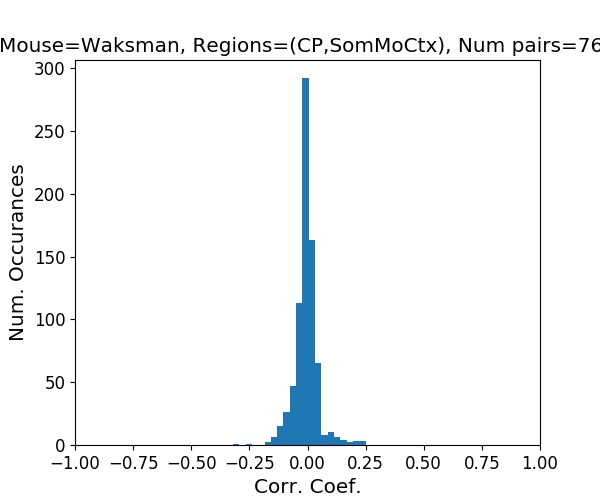 Mouse=Waksman, Regions=(CP,SomMoCtx), Num pairs=76
300
250
200
150
100
50
0
Num. Occurances
−1.00 −0.75 −0.50 −0.25 0.00 0.25 0.50 0.75 1.00
Corr. Coef.